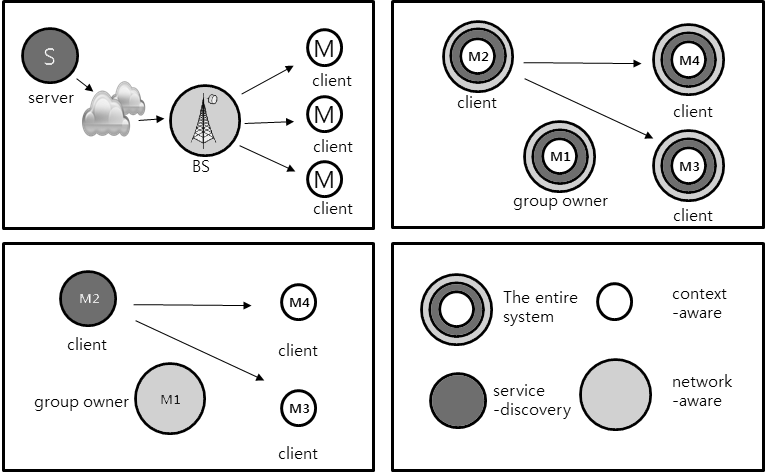 S
server
BS
M
client
M
client
M
client
M2
client
M4
client
M1
group owner
M3
client
M2
client
M4
client
group owner
M1
M3
client
The entire
system
context
-aware
service
-discovery
network
-aware